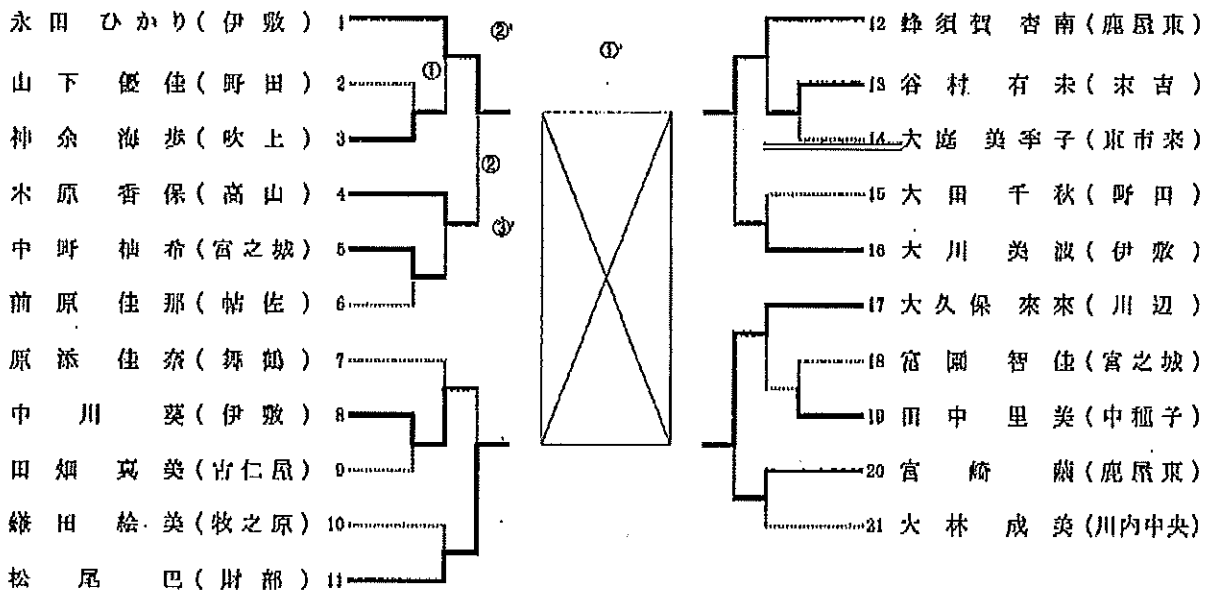 永田 ひかり (伊敷) 1
山下 優佳 (野田) 2
神余 海歩 (吹上) 3
米原 香保 (高山) 4
中野 柚希 (宮之城) 5
前原 佳那 (帖佐) 6
原添 佳奈 (舞鶴) 7
中川 葵 (伊敷) 8
田畑 真美 (古仁屋) 9
鎌田 絵美 (牧之原) 10
松尾 巴 (財部) 11
① ② ②' ③' ①'
12 蜂須賀 杏南 (鹿屋東)
13 谷村 有未 (末吉)
14 大庭 美季子 (東市来)
15 大田 千秋 (野田)
16 大川 美波 (伊敷)
17 大久保 來來 (川辺)
18 富園 智佳 (宮之城)
19 田中 里美 (中種子)
20 宮崎 繭 (鹿屋東)
21 大林 成美 (川内中央)